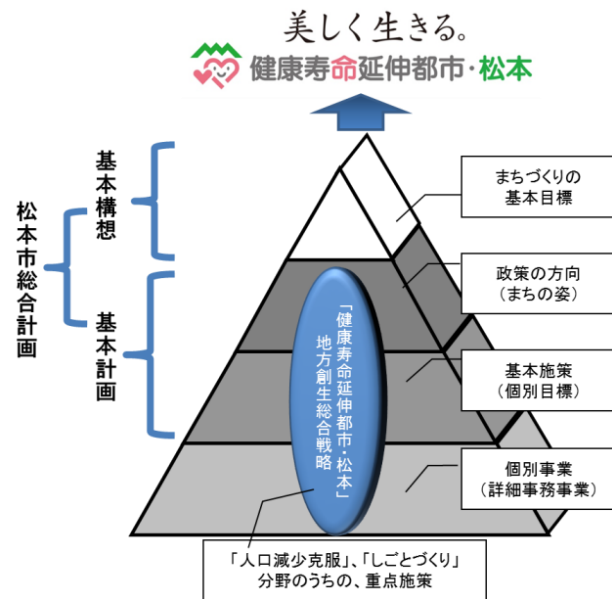 美しく生きる。
健康寿命延伸都市・松本
松本市総合計画
基本構想
基本計画
まちづくりの
基本目標
政策の方向
(まちの姿)
基本施策
(個別目標)
個別事業
(詳細事務事業)
「健康寿命延伸都市・松本」
地方創生総合戦略
「人口減少克服」、「しごとづくり」
分野のうちの、重点施策